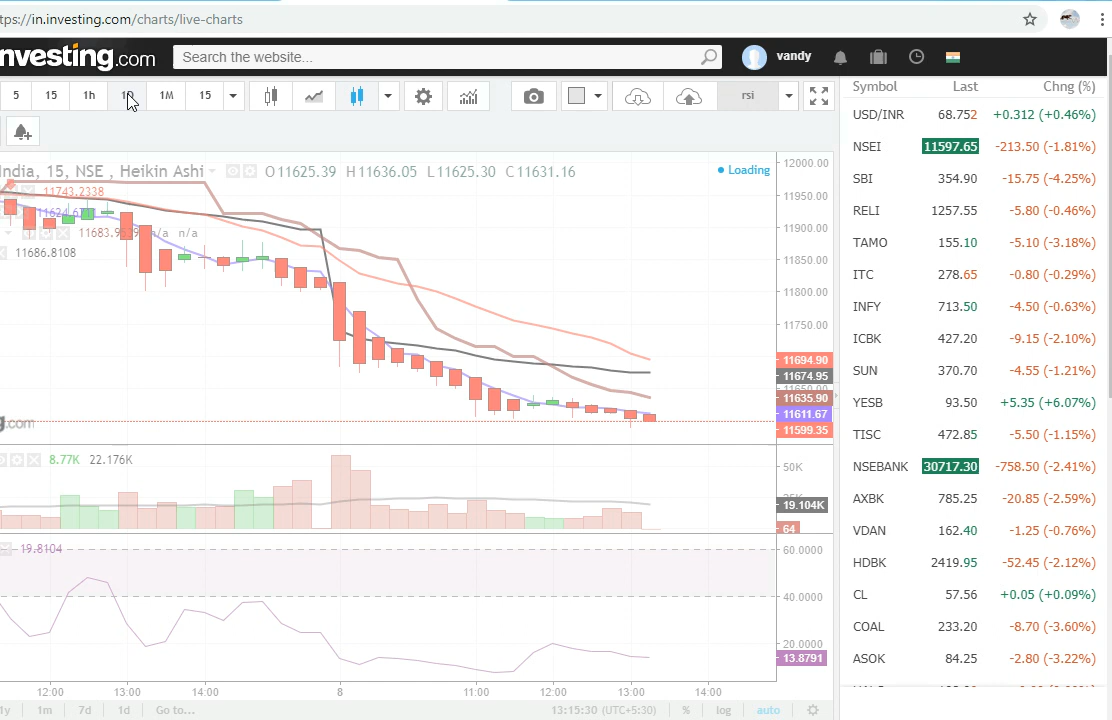 tps://in.investing.com/charts/live-charts
nvesting.com
Search the website...
vandy
5 15 1h 1D 1M 15
rsi
Symbol Last Chng (%)
USD/INR 68.752 +0.312 (+0.46%)
NSEI 11597.65 -213.50 (-1.81%)
SBI 354.90 -15.75 (-4.25%)
RELI 1257.55 -5.80 (-0.46%)
TAMO 155.10 -5.10 (-3.18%)
ITC 278.65 -0.80 (-0.29%)
INFY 713.50 -4.50 (-0.63%)
ICBK 427.20 -9.15 (-2.10%)
SUN 370.70 -4.55 (-1.21%)
YESB 93.50 +5.35 (+6.07%)
TISC 472.85 -5.50 (-1.15%)
NSEBANK 30717.30 -758.50 (-2.41%)
AXBK 785.25 -20.85 (-2.59%)
VDAN 162.40 -1.25 (-0.76%)
HDBK 2419.95 -52.45 (-2.12%)
CL 57.56 +0.05 (+0.09%)
COAL 233.20 -8.70 (-3.60%)
ASOK 84.25 -2.80 (-3.22%)
India, 15, NSE, Heikin Ashi O11625.39 H11636.05 L11625.30 C11631.16
Loading
11743.2338
n/a n/a
11686.8108
12000.00
11950.00
11900.00
11850.00
11800.00
11750.00
11694.90
11674.95
11650.00
11635.90
11611.67
11599.35
.com
8.77K 22.176K
50K
25K
19.104K
64
19.8104
60.0000
40.0000
20.0000
13.8791
12:00 13:00 14:00 8 11:00 12:00 13:00 14:00
1y 1m 7d 1d Go to... 13:15:30 (UTC+5:30) % log auto